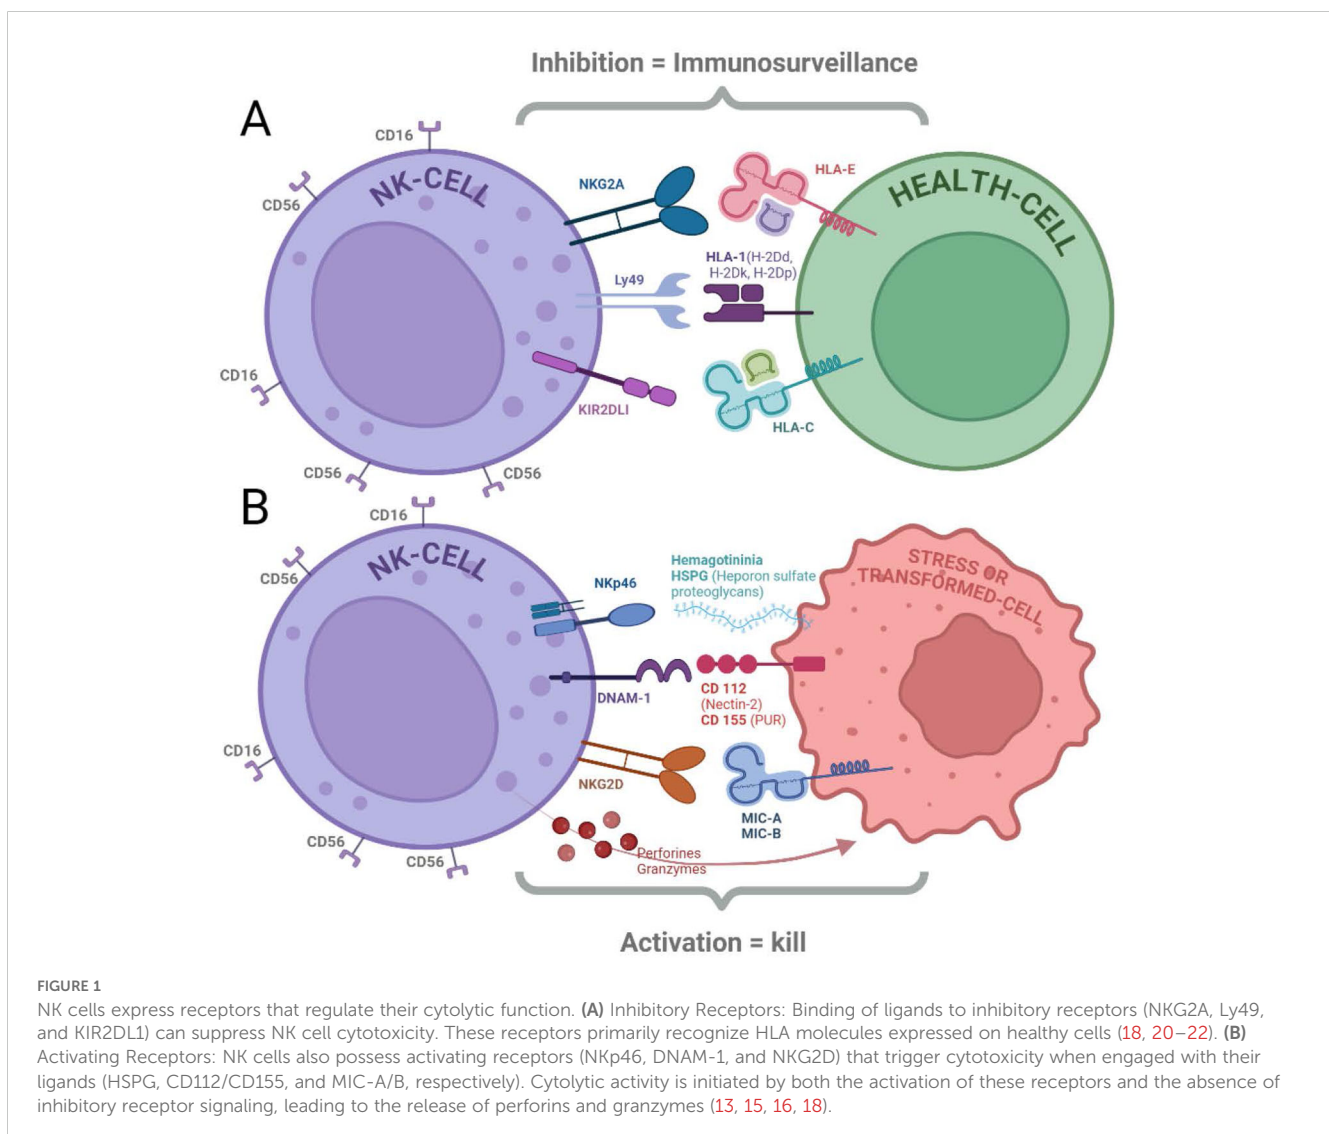 Inhibition = Immunosurveillance
A
CD16
NK-CELL
CD56
NKG2A
HLA-E
HEALTH-CELL
HLA-1(H-2Dd,
H-2Dk, H-2Dp)
Ly49
CD16
KIR2DLI
HLA-C
CD56
CD56
B
CD16
NK-CELL
CD56
NKp46
Hemagotininia
HSPG (Heporon sulfate
proteoglycans)
STRESS OR
TRANSFORMED-CELL
DNAM-1
CD 112
(Nectin-2)
CD 155 (PUR)
CD16
NKG2D
MIC-A
MIC-B
CD56
CD56
Perforines
Granzymes
Activation = kill
FIGURE 1
NK cells express receptors that regulate their cytolytic function. (A) Inhibitory Receptors: Binding of ligands to inhibitory receptors (NKG2A, Ly49,
and KIR2DL1) can suppress NK cell cytotoxicity. These receptors primarily recognize HLA molecules expressed on healthy cells (18, 20–22). (B)
Activating Receptors: NK cells also possess activating receptors (NKp46, DNAM-1, and NKG2D) that trigger cytotoxicity when engaged with their
ligands (HSPG, CD112/CD155, and MIC-A/B, respectively). Cytolytic activity is initiated by both the activation of these receptors and the absence of
inhibitory receptor signaling, leading to the release of perforins and granzymes (13, 15, 16, 18).